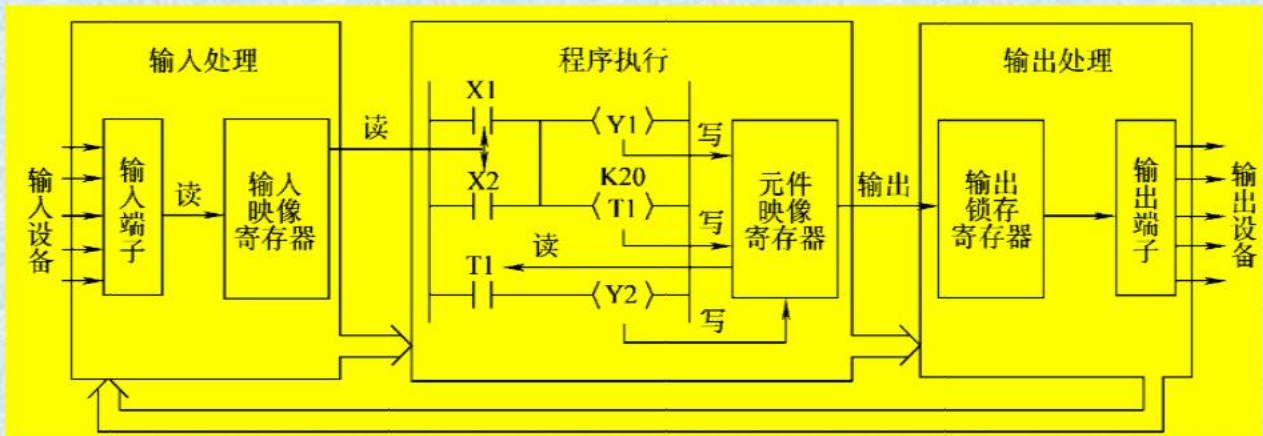 输入处理
程序执行
输出处理
输入设备
输入端子
读
输入映像寄存器
读
X1
X2
T1
Y1
K20
T1
读
Y2
写
写
写
元件映像寄存器
输出
输出锁存寄存器
输出端子
输出设备